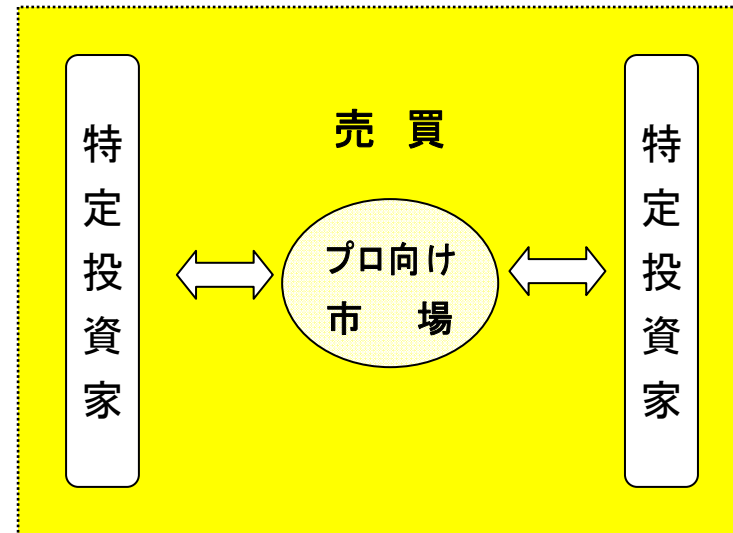 特定投資家
売 買
プロ向け
市 場
特定投資家